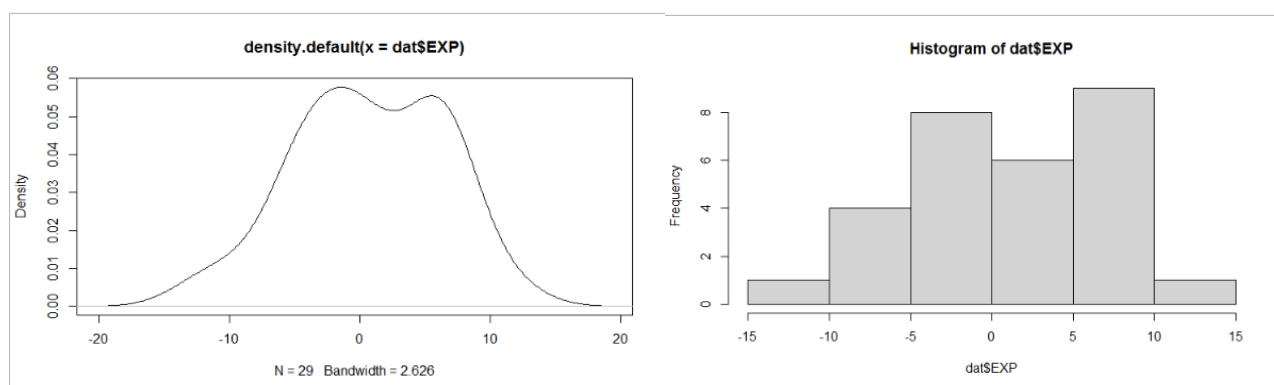 density.default(x = dat$EXP)
Density
0.00 0.01 0.02 0.03 0.04 0.05 0.06
-20 -10 0 10 20
N = 29 Bandwidth = 2.626
Histogram of dat$EXP
Frequency
0 2 4 6 8
-15 -10 -5 0 5 10 15
dat$EXP